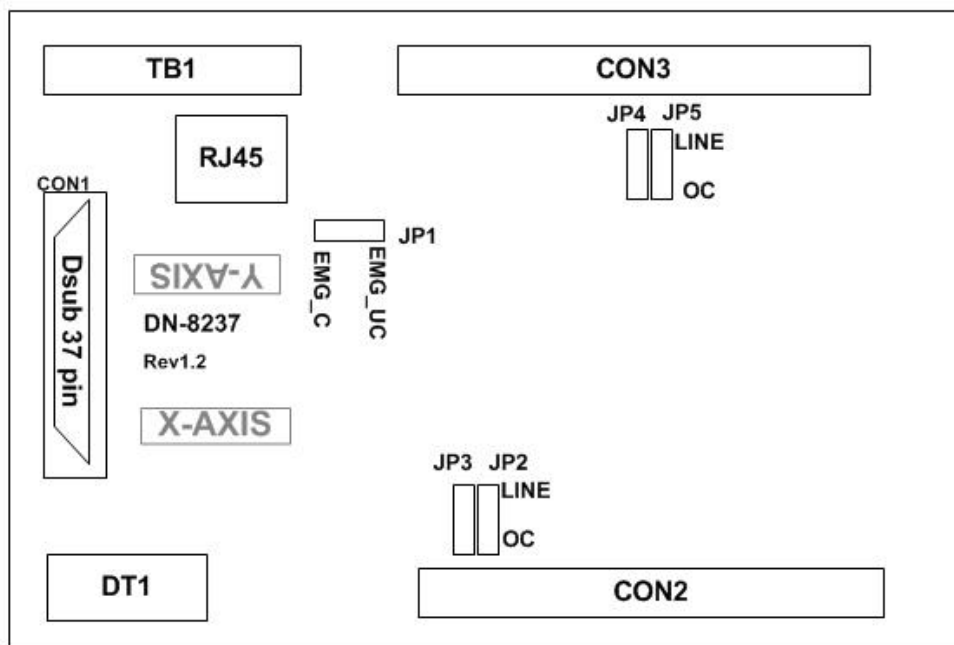 TB1
CON3
JP4 JP5
LINE
OC
RJ45
CON1
Dsub 37 pin
JP1
EMG_C
EMG_UC
Y-AXIS
DN-8237
Rev1.2
X-AXIS
JP3 JP2
LINE
OC
DT1
CON2